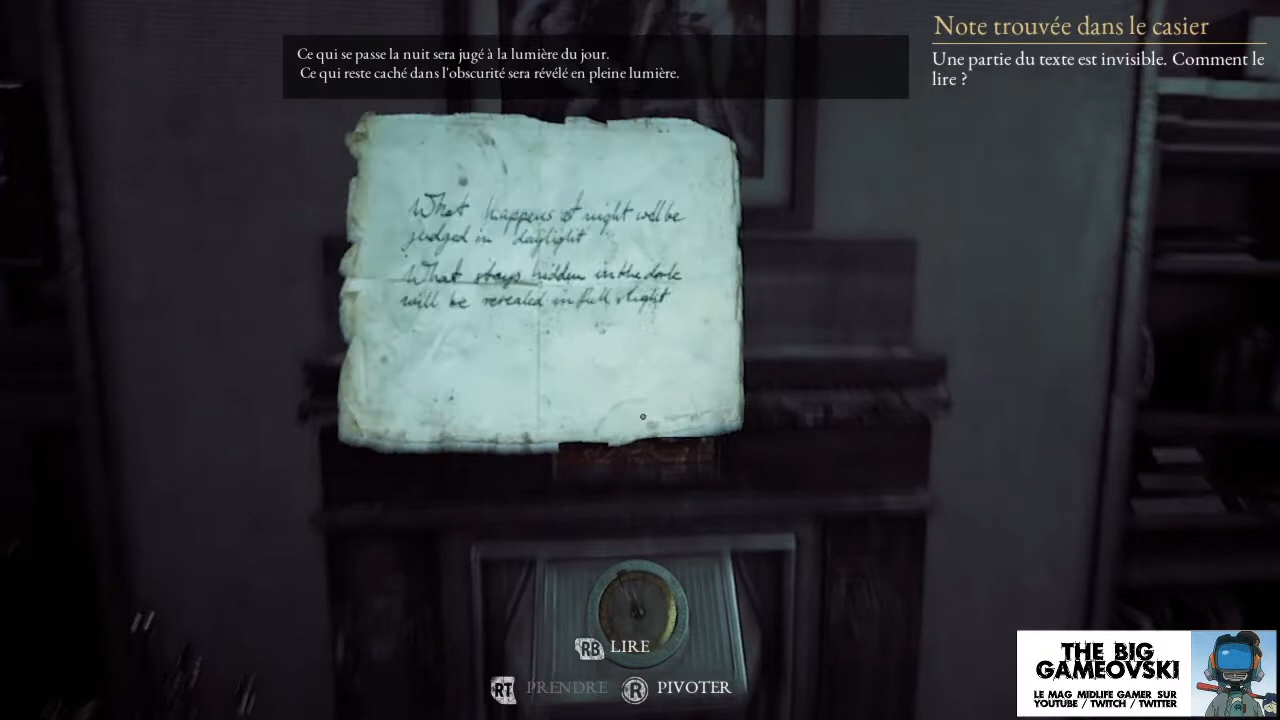 Note trouvée dans le casier
Une partie du texte est invisible. Comment le
lire ?
Ce qui se passe la nuit sera jugé à la lumière du jour.
Ce qui reste caché dans l'obscurité sera révélé en pleine lumière.
What happens at night will be
judged in daylight
What stays hidden in the dark
will be revealed in full light
RB LIRE
RT PRENDRE R PIVOTER
THE BIG
GAMEOVSKI
LE MAG MIDLIFE GAMER SUR
YOUTUBE / TWITCH / TWITTER